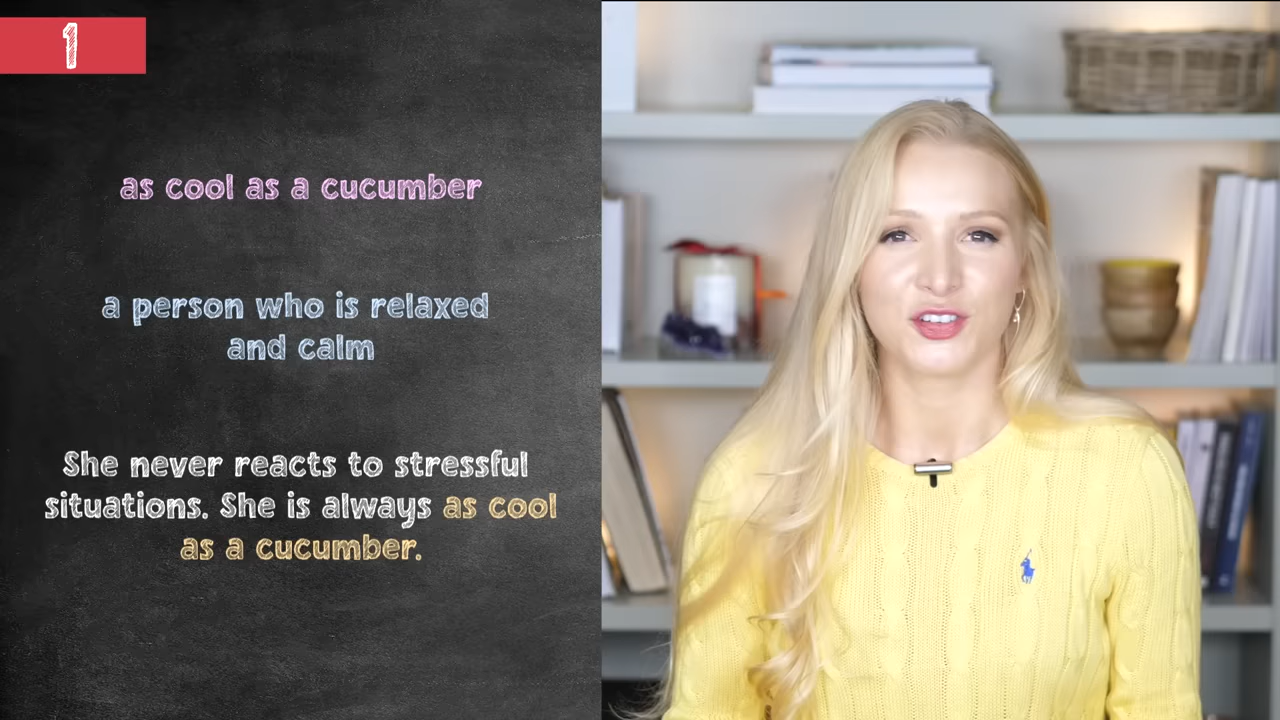 1
as cool as a cucumber
a person who is relaxed
and calm
She never reacts to stressful
situations. She is always as cool
as a cucumber.